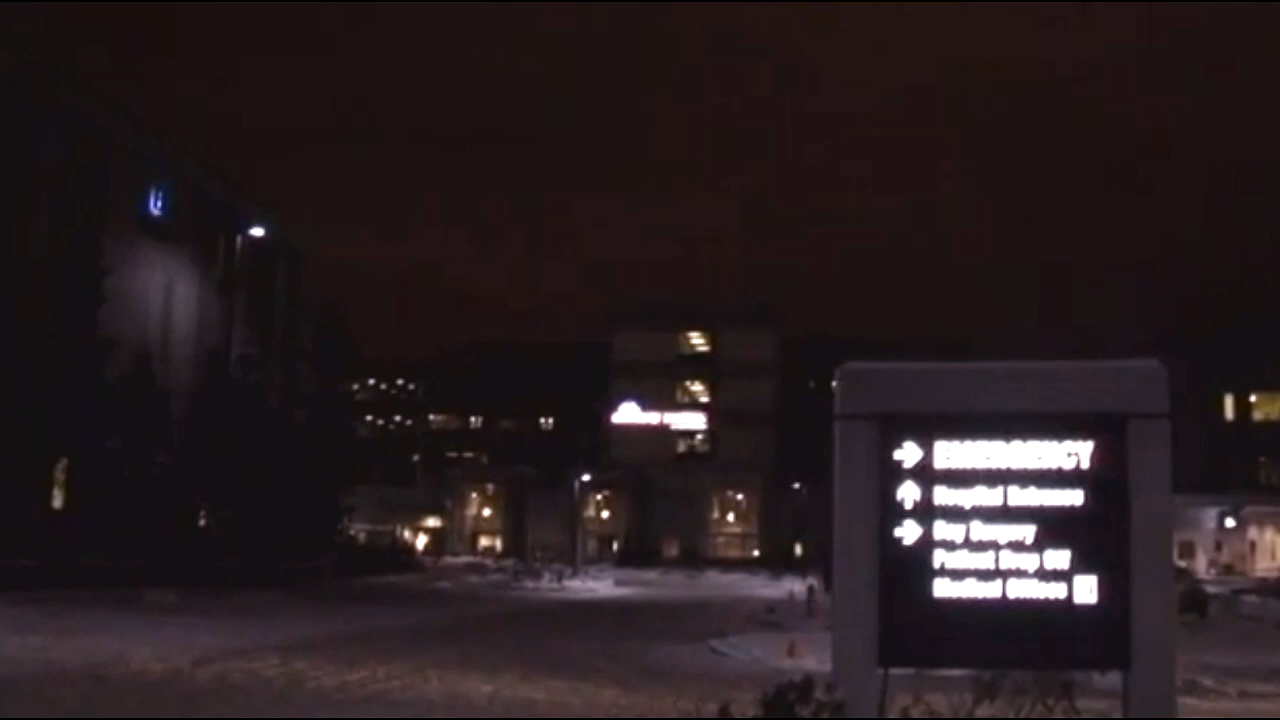 EMERGENCY
Hospital Entrance
Day Surgery
Patient Drop Off
Medical Offices